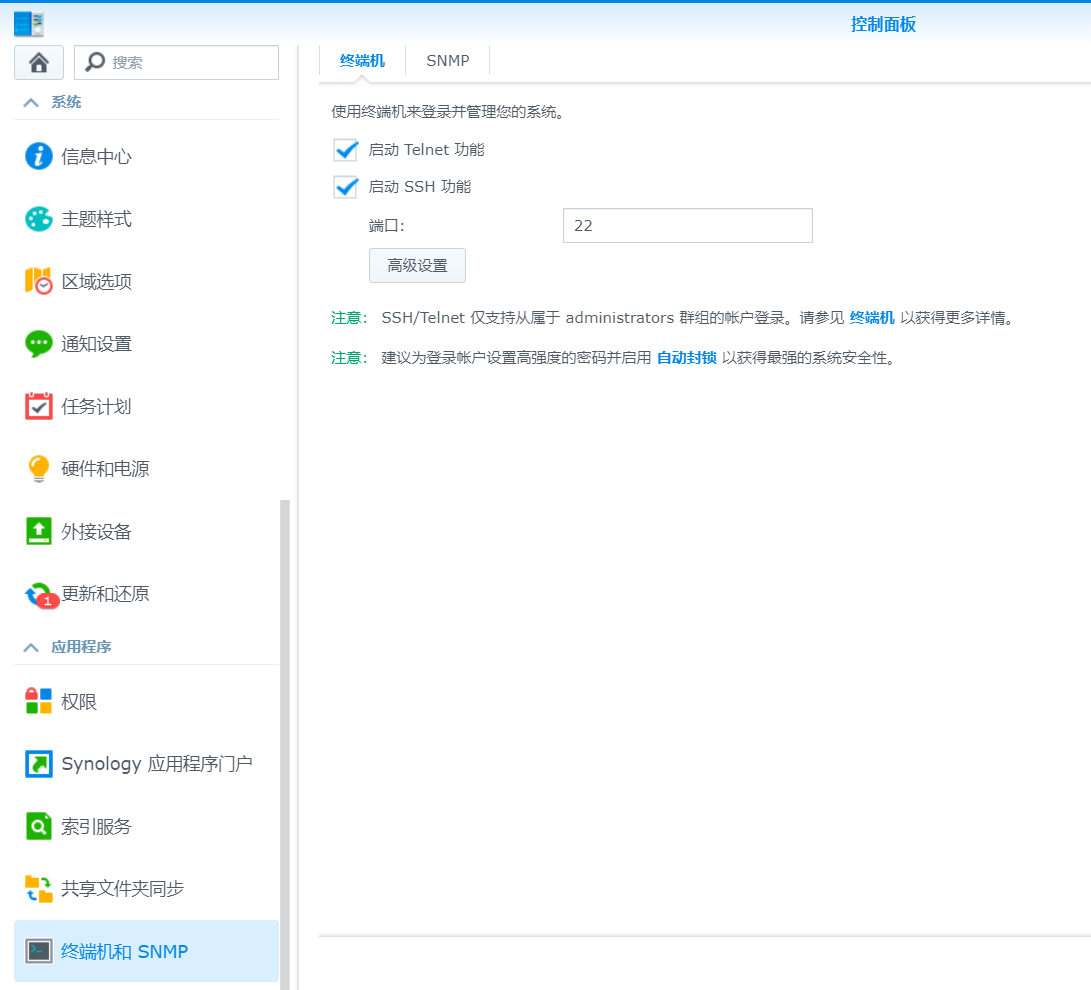 控制面板
搜索
系统
信息中心
主题样式
区域选项
通知设置
任务计划
硬件和电源
外接设备
更新和还原
1
应用程序
权限
Synology 应用程序门户
索引服务
共享文件夹同步
终端机和 SNMP
终端机 SNMP
使用终端机来登录并管理您的系统。
启动 Telnet 功能
启动 SSH 功能
端口: 22
高级设置
注意: SSH/Telnet 仅支持从属于 administrators 群组的帐户登录。请参见 终端机 以获得更多详情。
注意: 建议为登录帐户设置高强度的密码并启用 自动封锁 以获得最强的系统安全性。